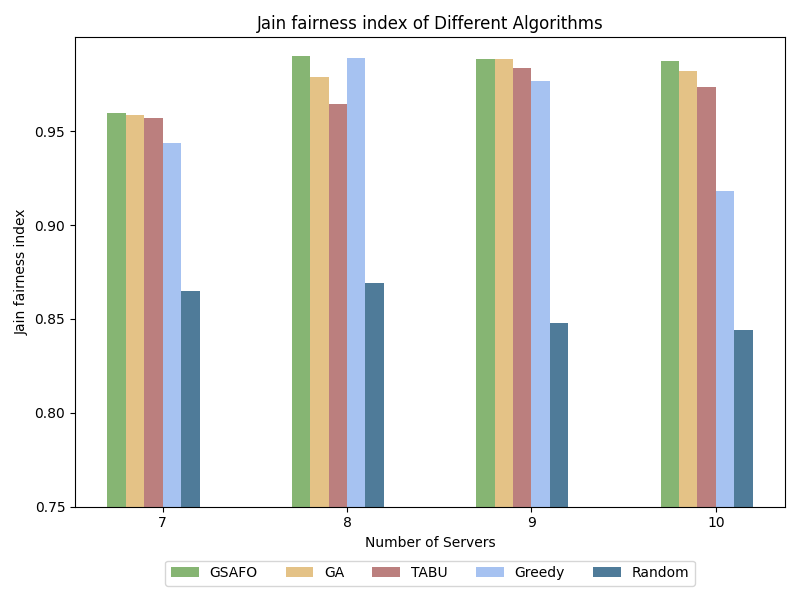 Jain fairness index of Different Algorithms
Jain fairness index
0.95
0.90
0.85
0.80
0.75
7 8 9 10
Number of Servers
GSAFO GA TABU Greedy Random